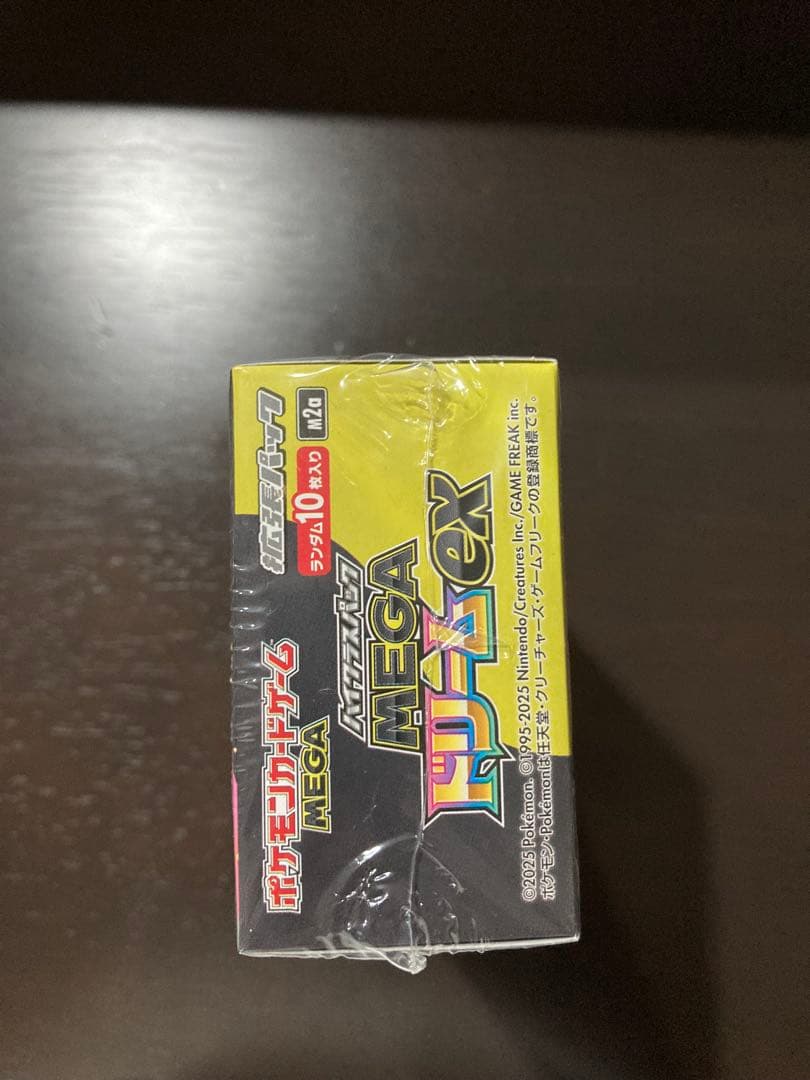 ポケモンカードゲーム
MEGA
拡張パック
ランダム10枚入り
M2a
ハイクラスパック
MEGA
ドリームex
©2025 Pokémon. ©1995-2025 Nintendo/Creatures Inc./GAME FREAK inc.
ポケモン・Pokémonは任天堂・クリーチャーズ・ゲームフリークの登録商標です。